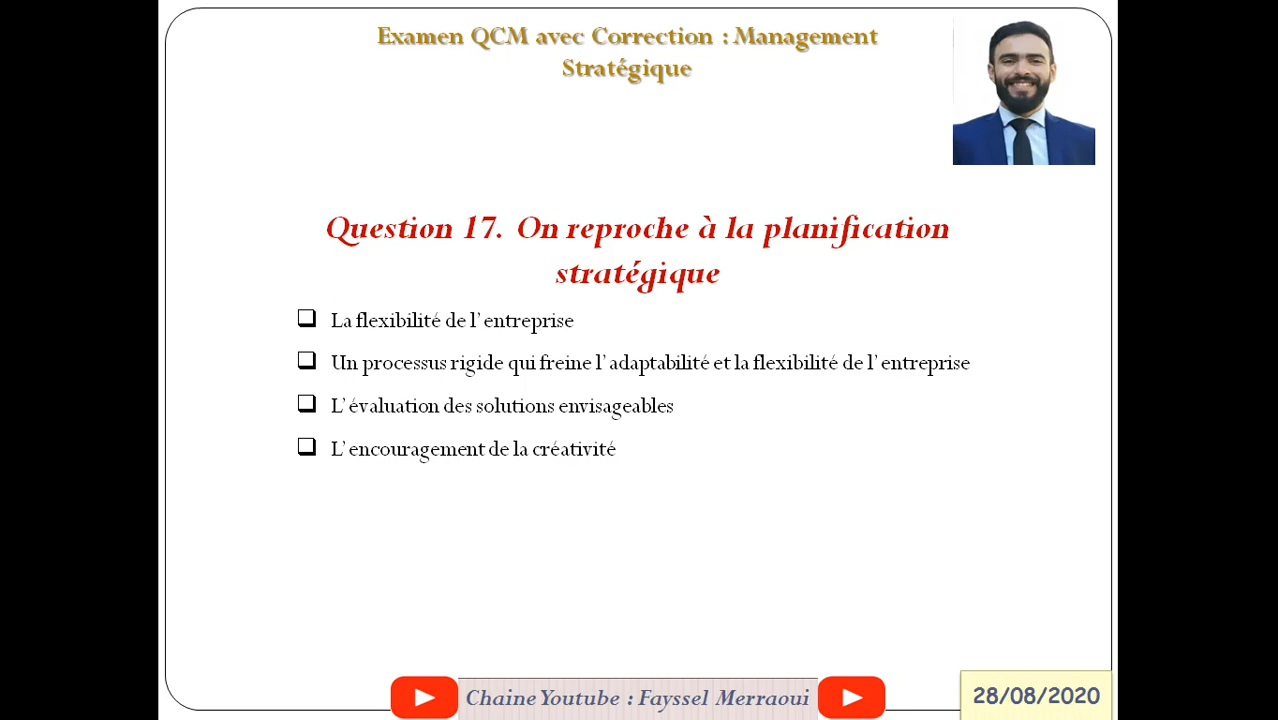 Examen QCM avec Correction : Management
Stratégique
Question 17. On reproche à la planification
stratégique
La flexibilité de l'entreprise
Un processus rigide qui freine l'adaptabilité et la flexibilité de l'entreprise
L'évaluation des solutions envisageables
L'encouragement de la créativité
Chaine Youtube : Fayssel Merraoui
28/08/2020